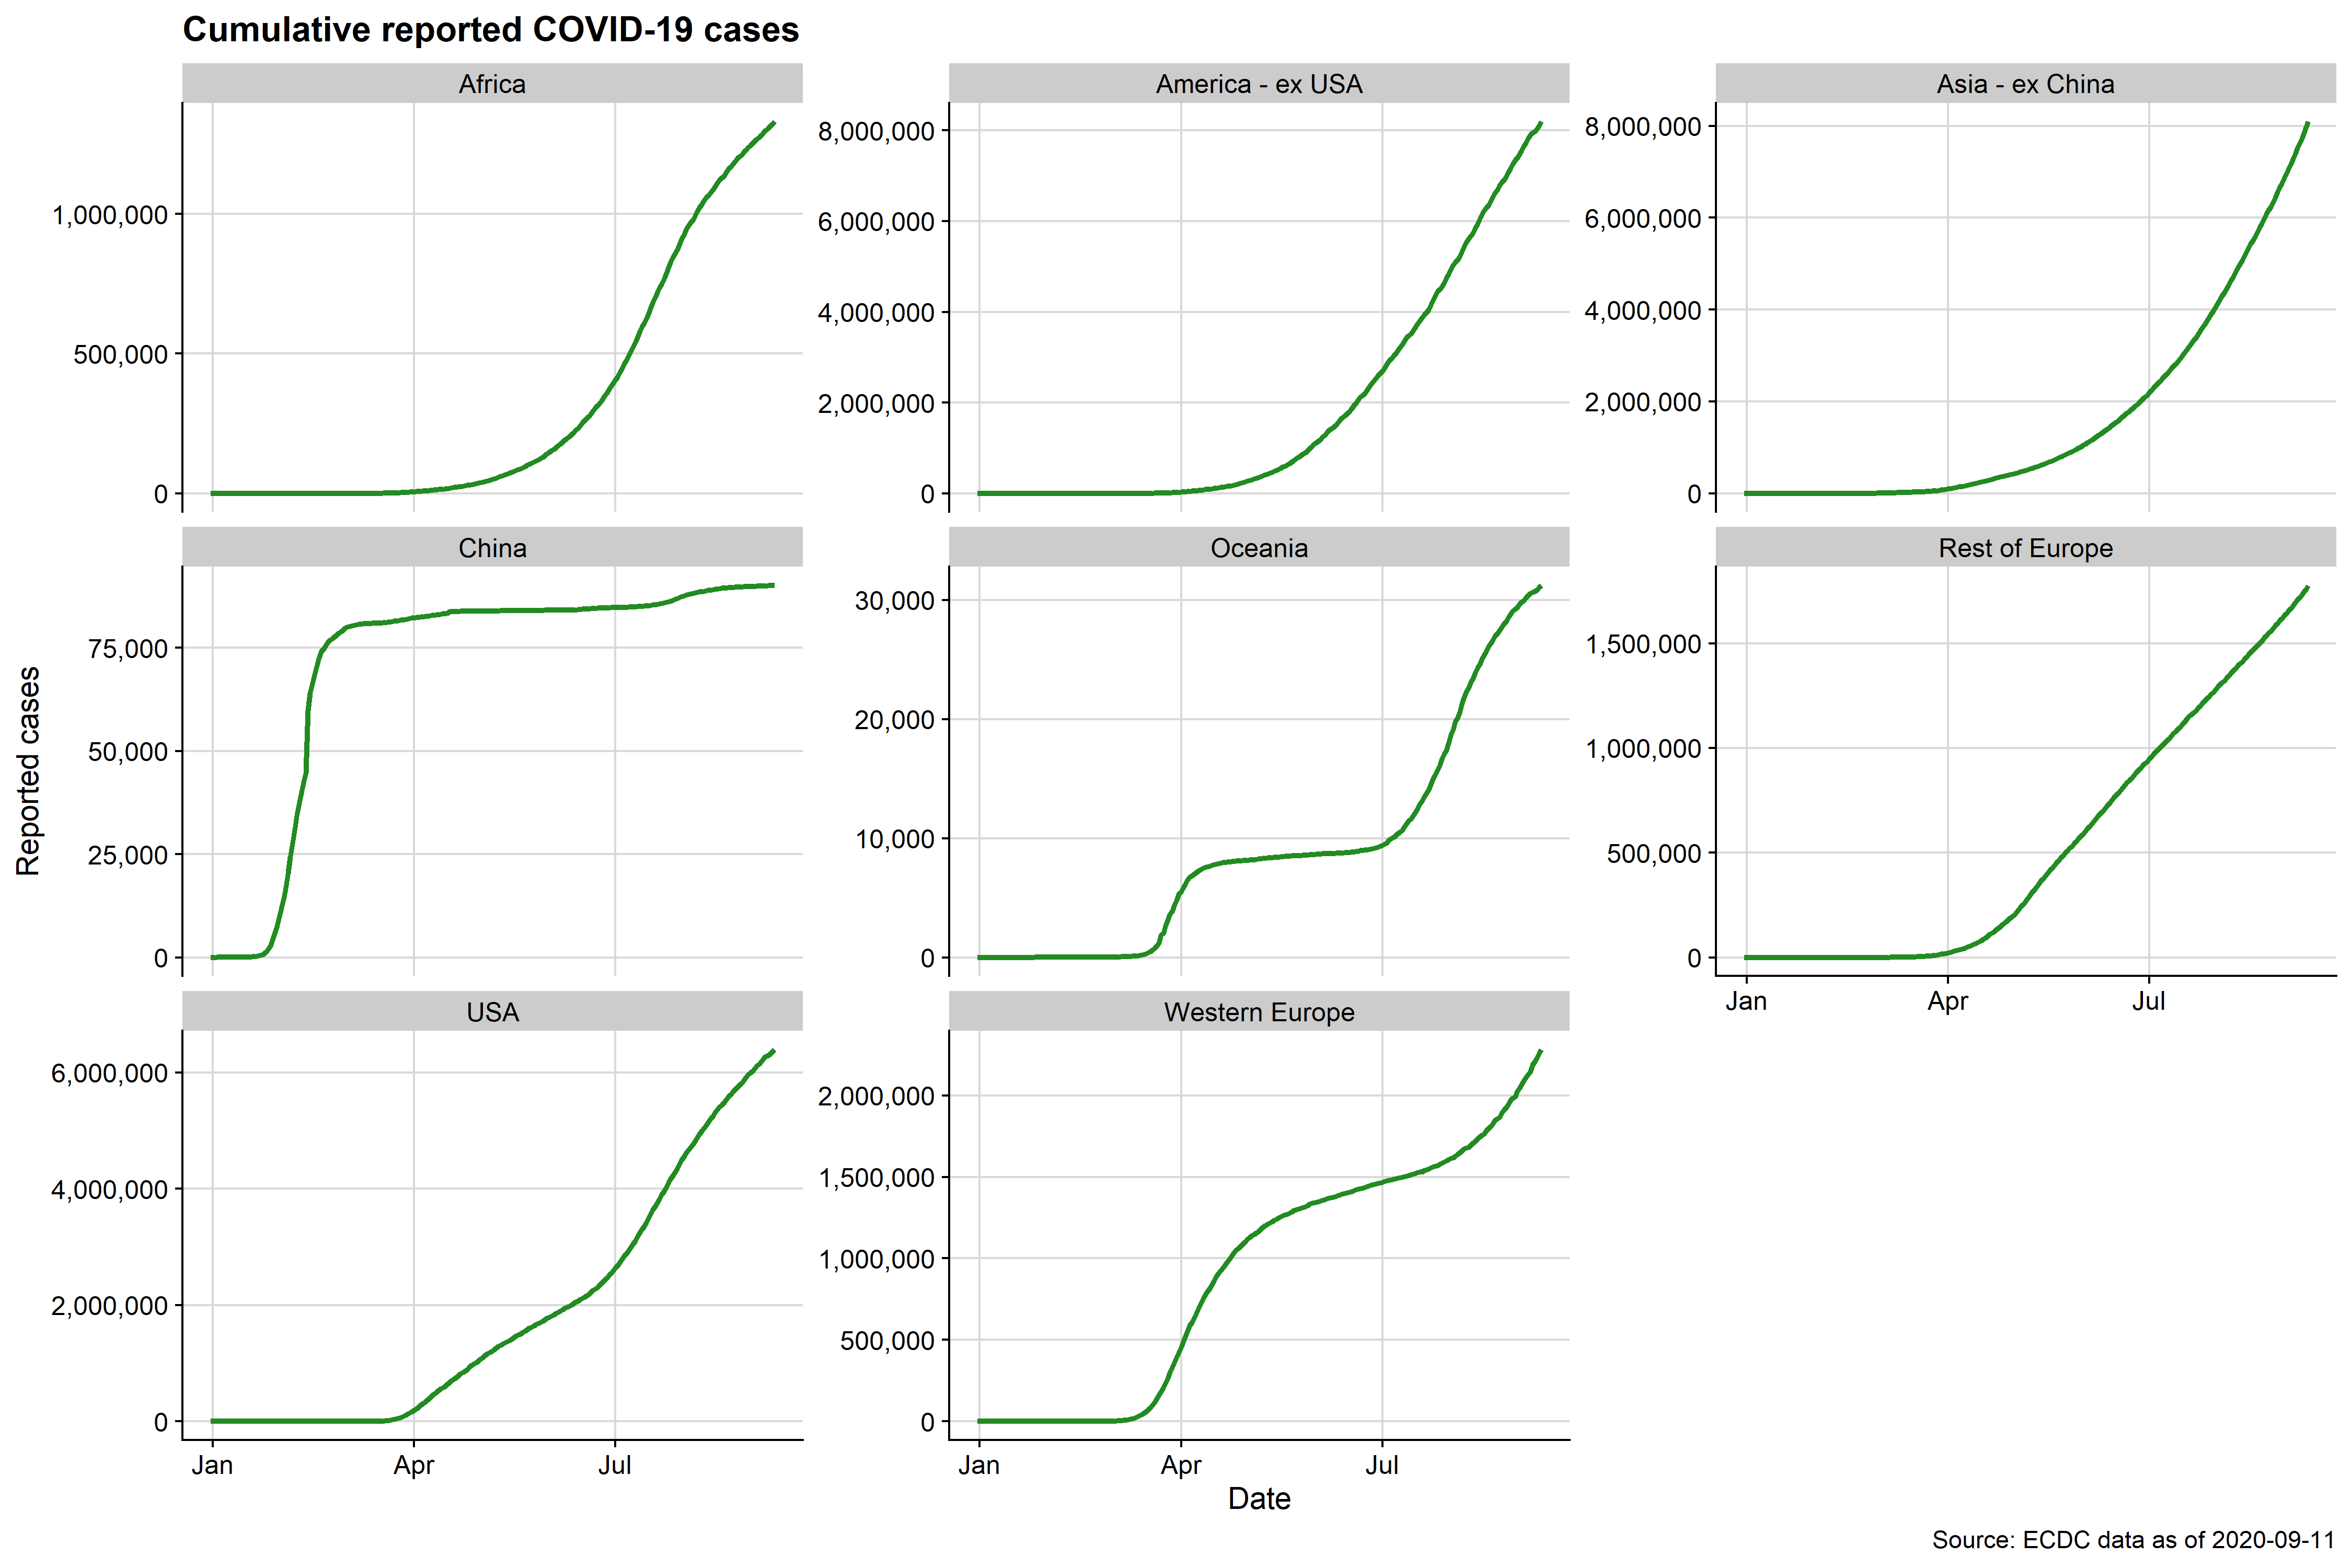 Cumulative reported COVID-19 cases
Africa
America - ex USA
Asia - ex China
1,000,000
500,000
0
8,000,000
6,000,000
4,000,000
2,000,000
0
8,000,000
6,000,000
4,000,000
2,000,000
0
China
Oceania
Rest of Europe
Reported cases
75,000
50,000
25,000
0
30,000
20,000
10,000
0
1,500,000
1,000,000
500,000
0
Jan Apr Jul
USA
Western Europe
6,000,000
4,000,000
2,000,000
0
2,000,000
1,500,000
1,000,000
500,000
0
Jan Apr Jul
Jan Apr Jul
Date
Source: ECDC data as of 2020-09-11